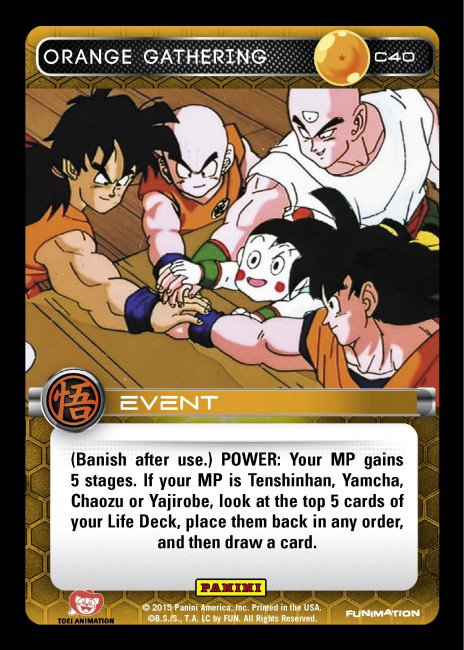 ORANGE GATHERING C40
悟 EVENT
(Banish after use.) POWER: Your MP gains
5 stages. If your MP is Tenshinhan, Yamcha,
Chaozu or Yajirobe, look at the top 5 cards of
your Life Deck, place them back in any order,
and then draw a card.
PANINI
© 2015 Panini America, Inc. Printed in the USA.
©B.S./S., T.A. LC by FUN. All Rights Reserved.
TOEI ANIMATION
FUNIMATION